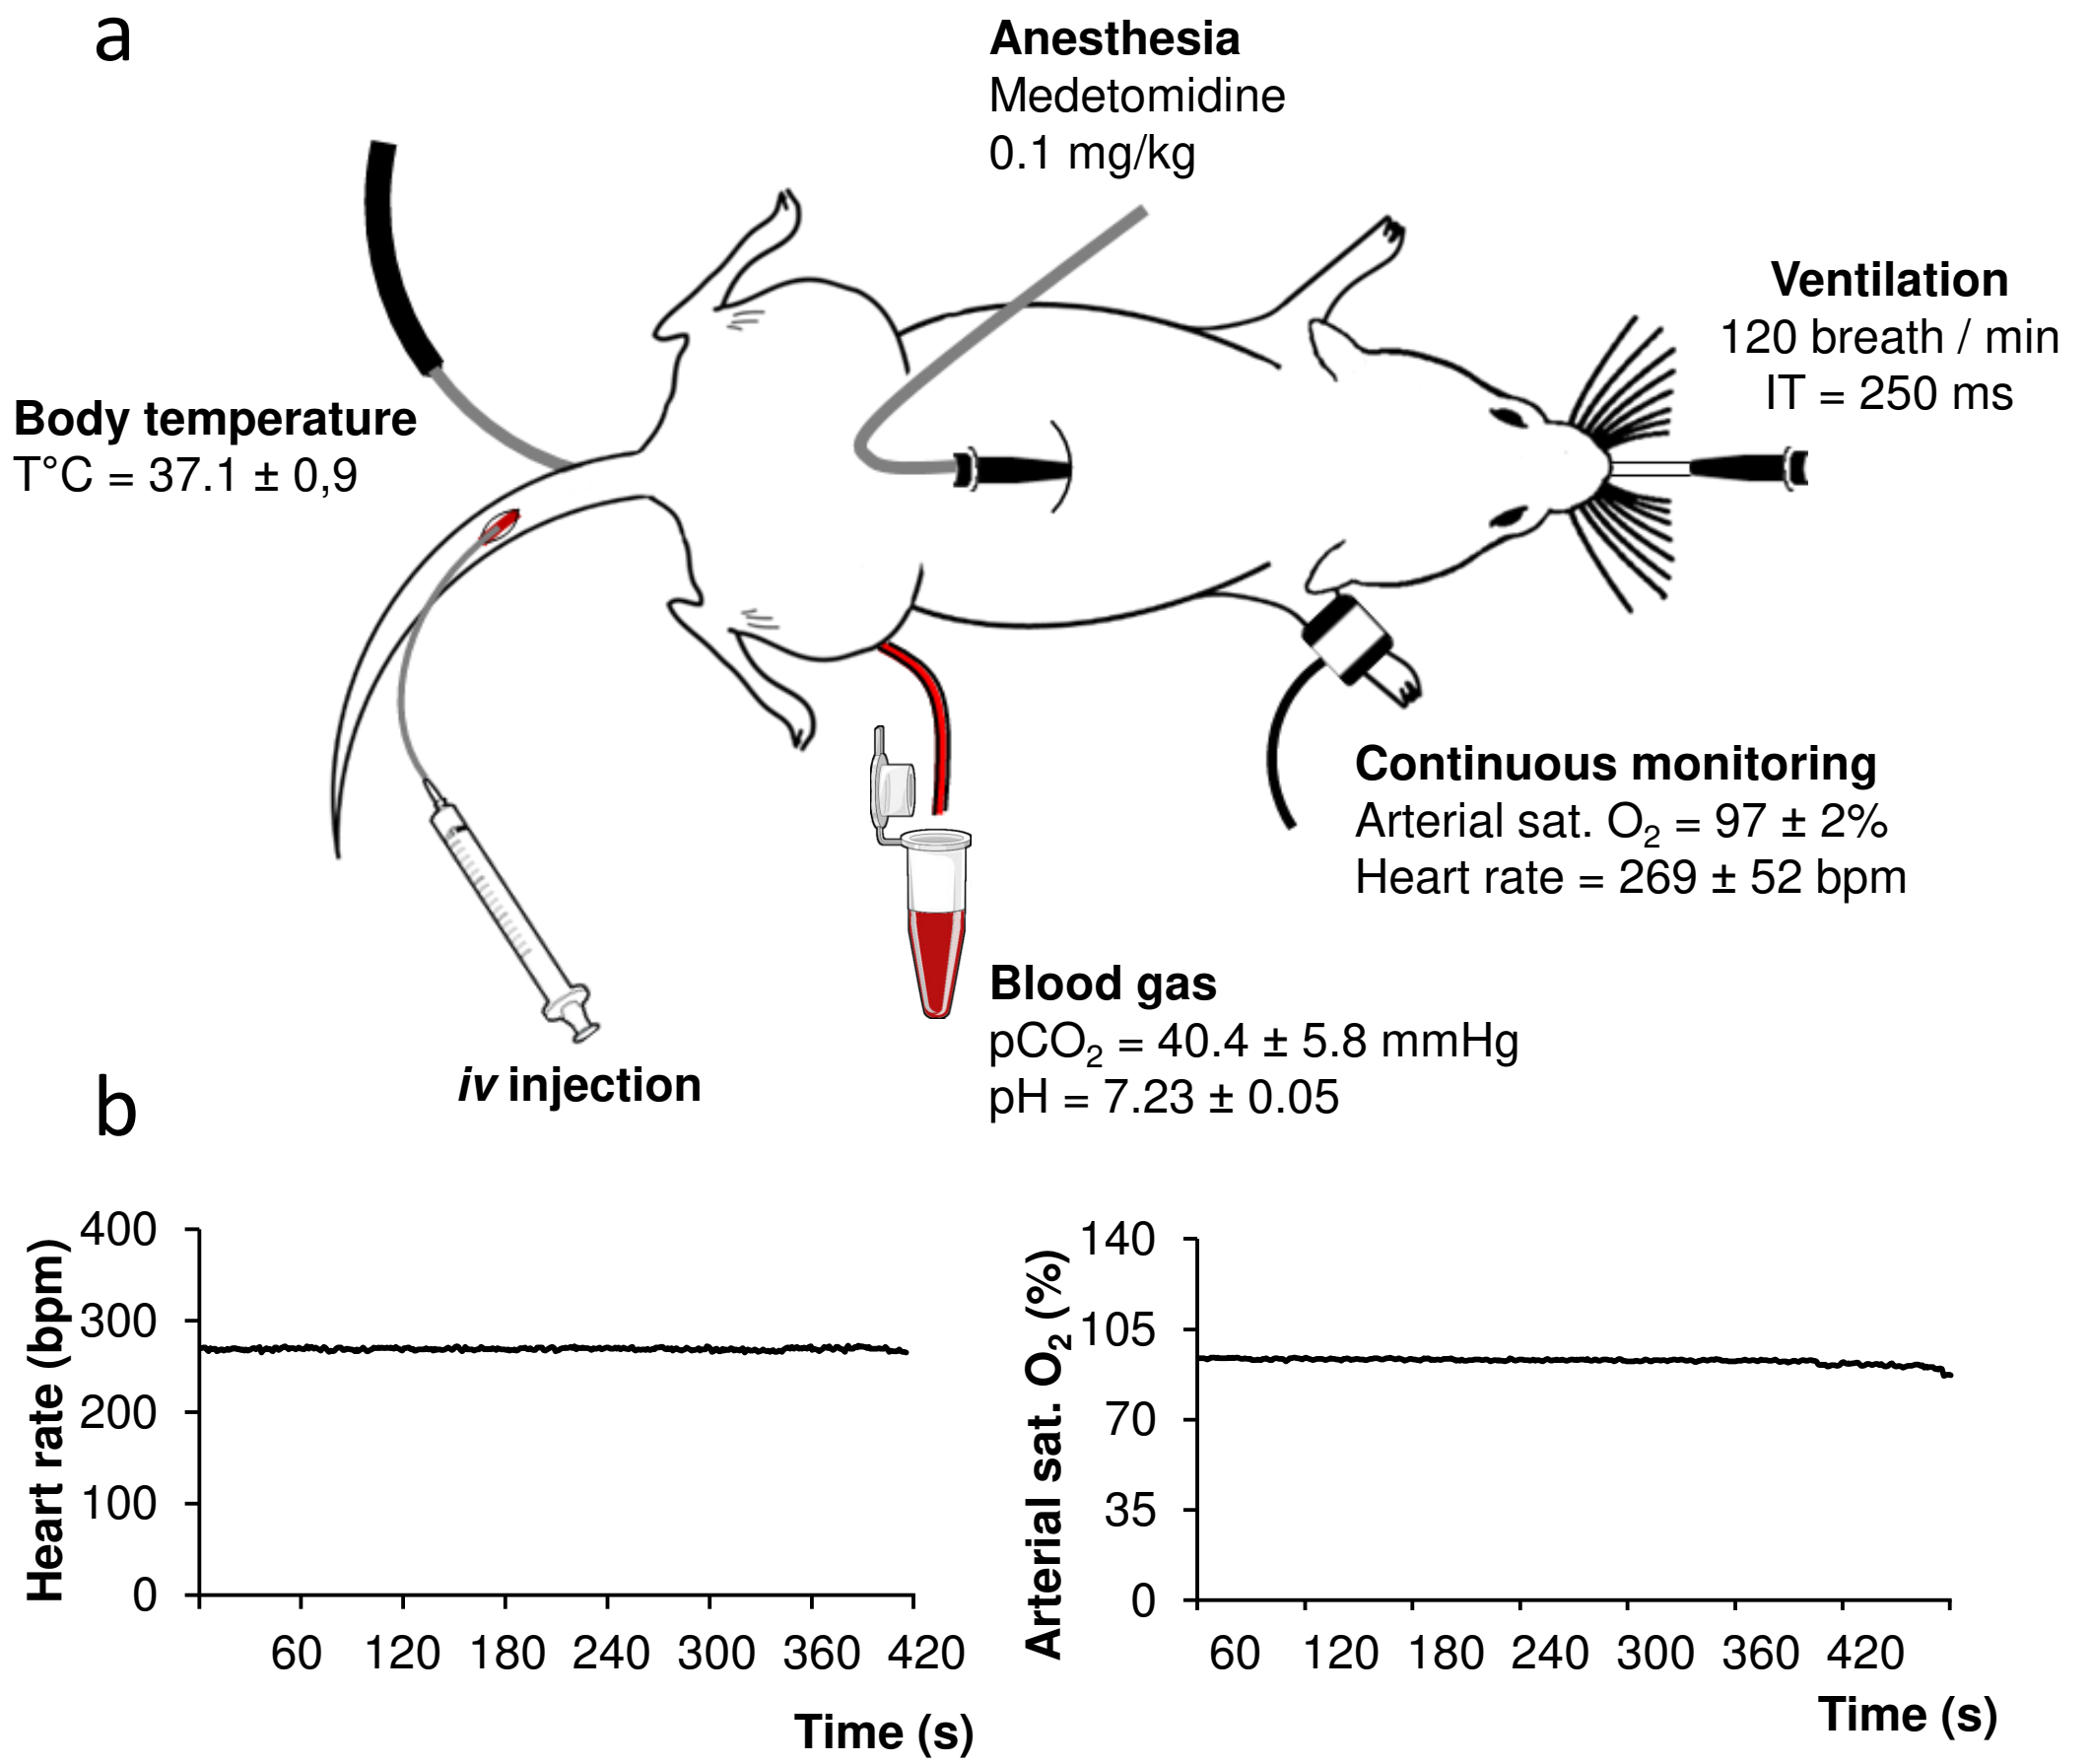 a
Anesthesia
Medetomidine
0.1 mg/kg
Ventilation
120 breath / min
IT = 250 ms
Body temperature
T°C = 37.1 ± 0,9
Continuous monitoring
Arterial sat. O₂ = 97 ± 2%
Heart rate = 269 ± 52 bpm
Blood gas
pCO₂ = 40.4 ± 5.8 mmHg
pH = 7.23 ± 0.05
iv injection
b
Heart rate (bpm)
400
300
200
100
0
60 120 180 240 300 360 420
Time (s)
Arterial sat. O₂ (%)
140
105
70
35
0
60 120 180 240 300 360 420
Time (s)